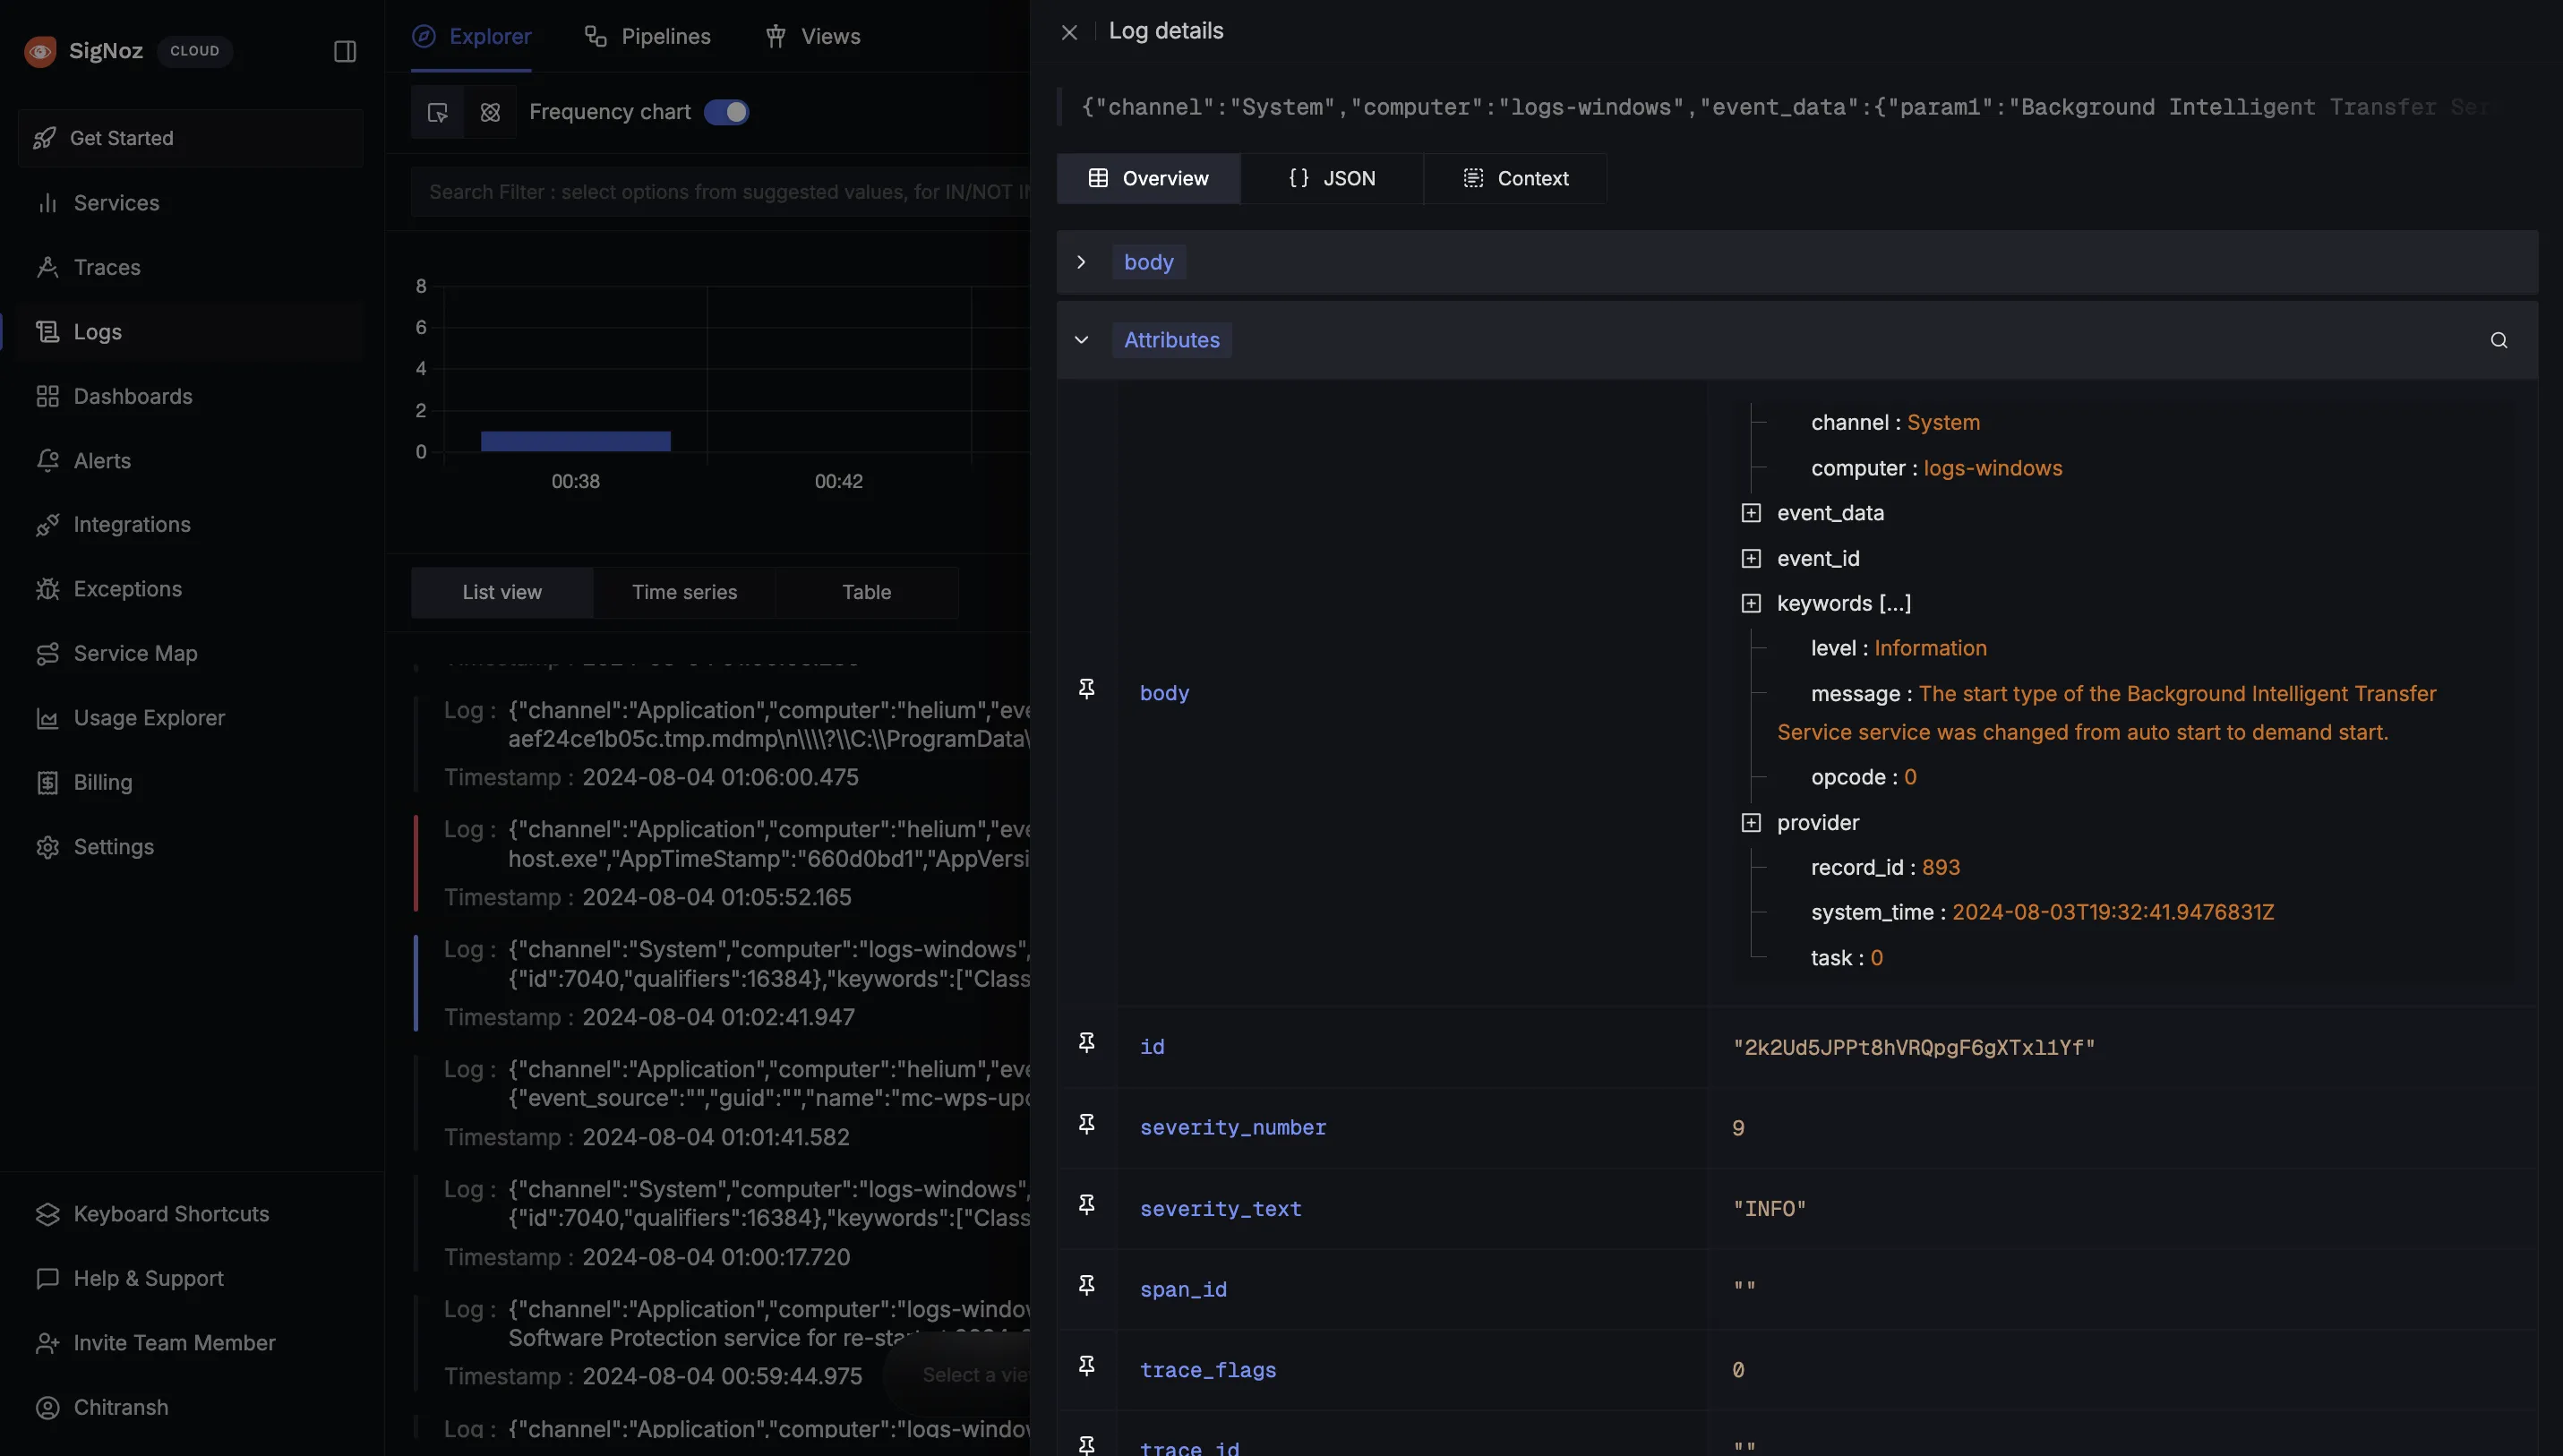 SigNoz CLOUD
Get Started
Services
Traces
Logs
Dashboards
Alerts
Integrations
Exceptions
Service Map
Usage Explorer
Billing
Settings
Keyboard Shortcuts
Help & Support
Invite Team Member
Chitransh
Explorer Pipelines Views
Frequency chart
Search Filter : select options from suggested values, for IN/NOT IN
8
6
4
2
0
00:38 00:42
List view Time series Table
Log : {"channel":"Application","computer":"helium","eve
aef24ce1b05c.tmp.mdmp\n\\\\?\\C:\\ProgramData\
Timestamp : 2024-08-04 01:06:00.475
Log : {"channel":"Application","computer":"helium","eve
host.exe","AppTimeStamp":"660d0bd1","AppVersi
Timestamp : 2024-08-04 01:05:52.165
Log : {"channel":"System","computer":"logs-windows",
{"id":7040,"qualifiers":16384},"keywords":["Class
Timestamp : 2024-08-04 01:02:41.947
Log : {"channel":"Application","computer":"helium","eve
{"event_source":"","guid":"","name":"mc-wps-upd
Timestamp : 2024-08-04 01:01:41.582
Log : {"channel":"System","computer":"logs-windows",
{"id":7040,"qualifiers":16384},"keywords":["Class
Timestamp : 2024-08-04 01:00:17.720
Log : {"channel":"Application","computer":"logs-window
Software Protection service for re-start
Timestamp : 2024-08-04 00:59:44.975
Select a vie
Log : {"channel":"Application","computer":"logs-window
Log details
{"channel":"System","computer":"logs-windows","event_data":{"param1":"Background Intelligent Transfer Ser
Overview {} JSON Context
body
Attributes
body
channel : System
computer : logs-windows
event_data
event_id
keywords [...]
level : Information
message : The start type of the Background Intelligent Transfer
Service service was changed from auto start to demand start.
opcode : 0
provider
record_id : 893
system_time : 2024-08-03T19:32:41.9476831Z
task : 0
id "2k2Ud5JPPt8hVRQpgF6gXTxl1Yf"
severity_number 9
severity_text "INFO"
span_id ""
trace_flags 0
trace_id ""